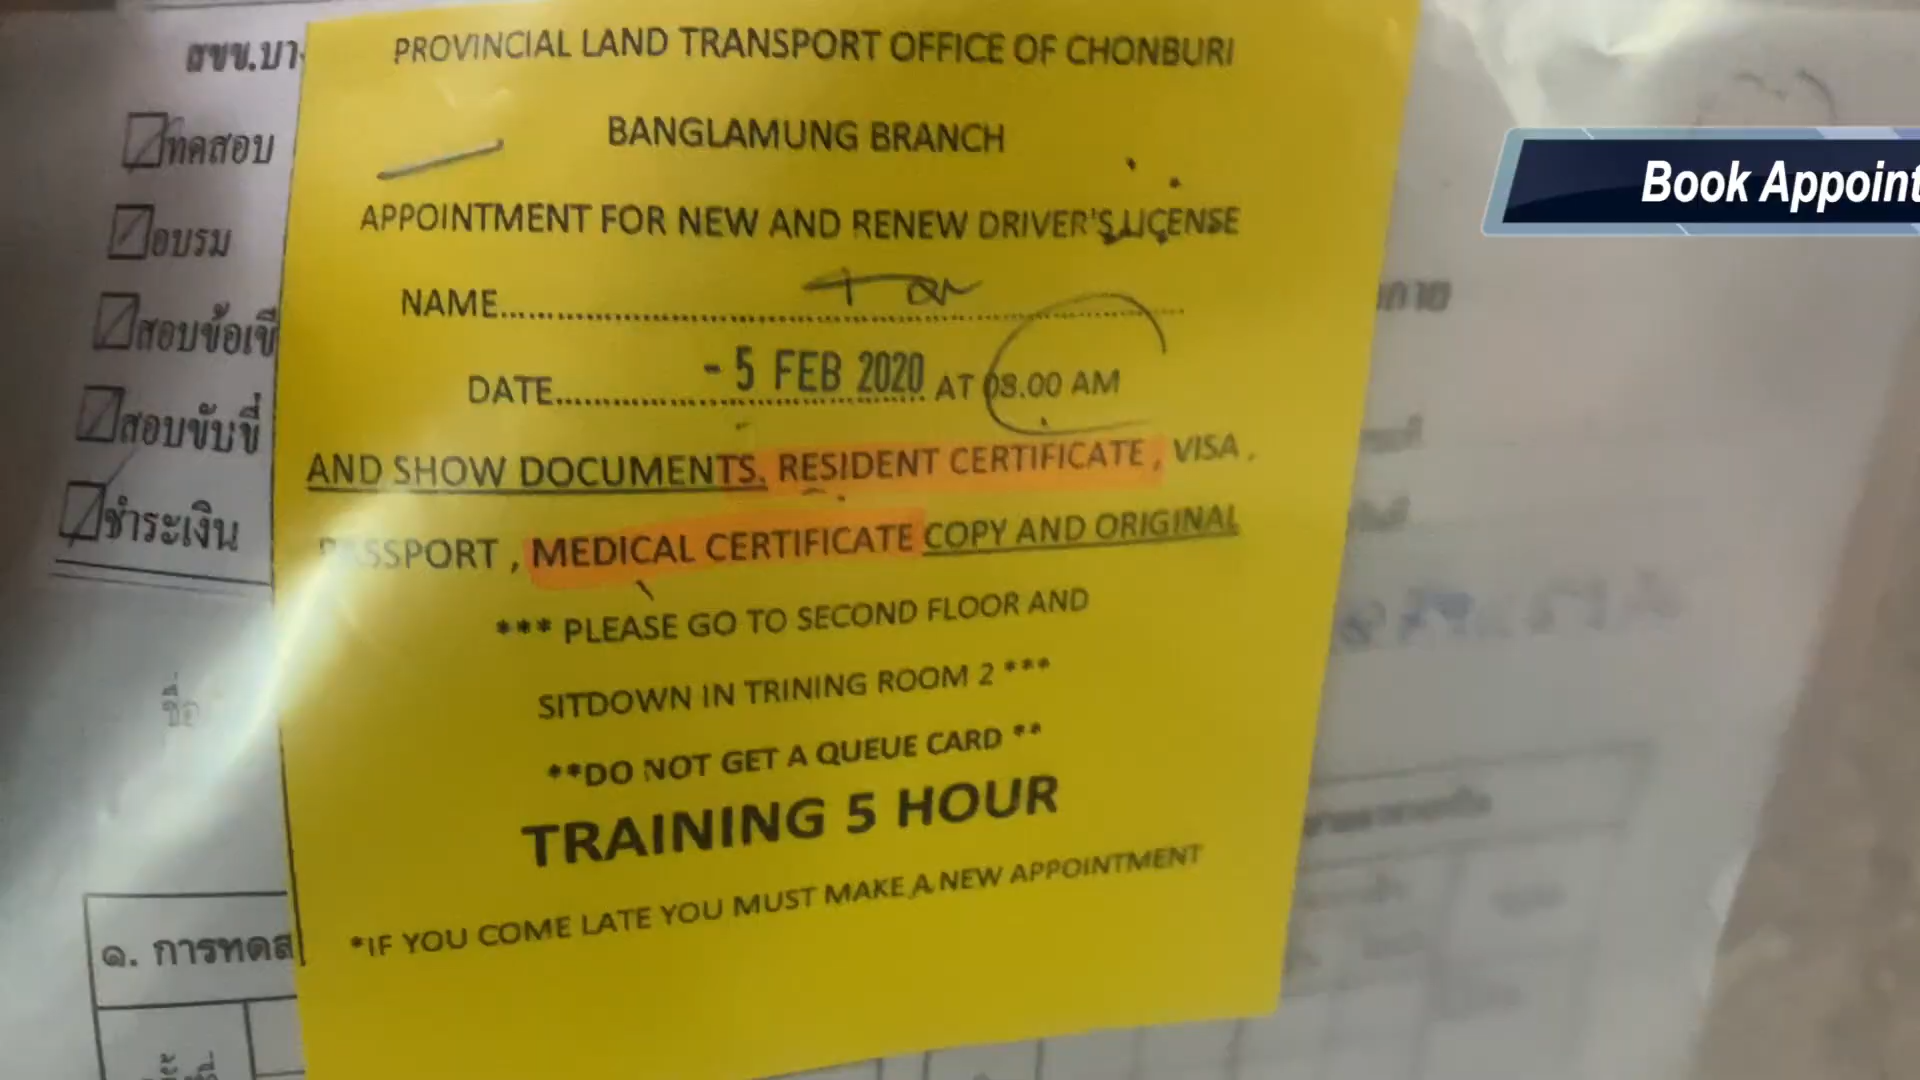 สขข.บา
ทดสอบ
อบรม
สอบข้อเขี
สอบขับขี่
ชำระเงิน
ชื่อ
๑. การทดส
PROVINCIAL LAND TRANSPORT OFFICE OF CHONBURI
BANGLAMUNG BRANCH
APPOINTMENT FOR NEW AND RENEW DRIVER'S LICENSE
NAME
DATE - 5 FEB 2020 AT 08.00 AM
AND SHOW DOCUMENTS. RESIDENT CERTIFICATE, VISA,
PASSPORT, MEDICAL CERTIFICATE COPY AND ORIGINAL
*** PLEASE GO TO SECOND FLOOR AND
SITDOWN IN TRINING ROOM 2 ***
**DO NOT GET A QUEUE CARD **
TRAINING 5 HOUR
*IF YOU COME LATE YOU MUST MAKE A NEW APPOINTMENT
Book Appoint